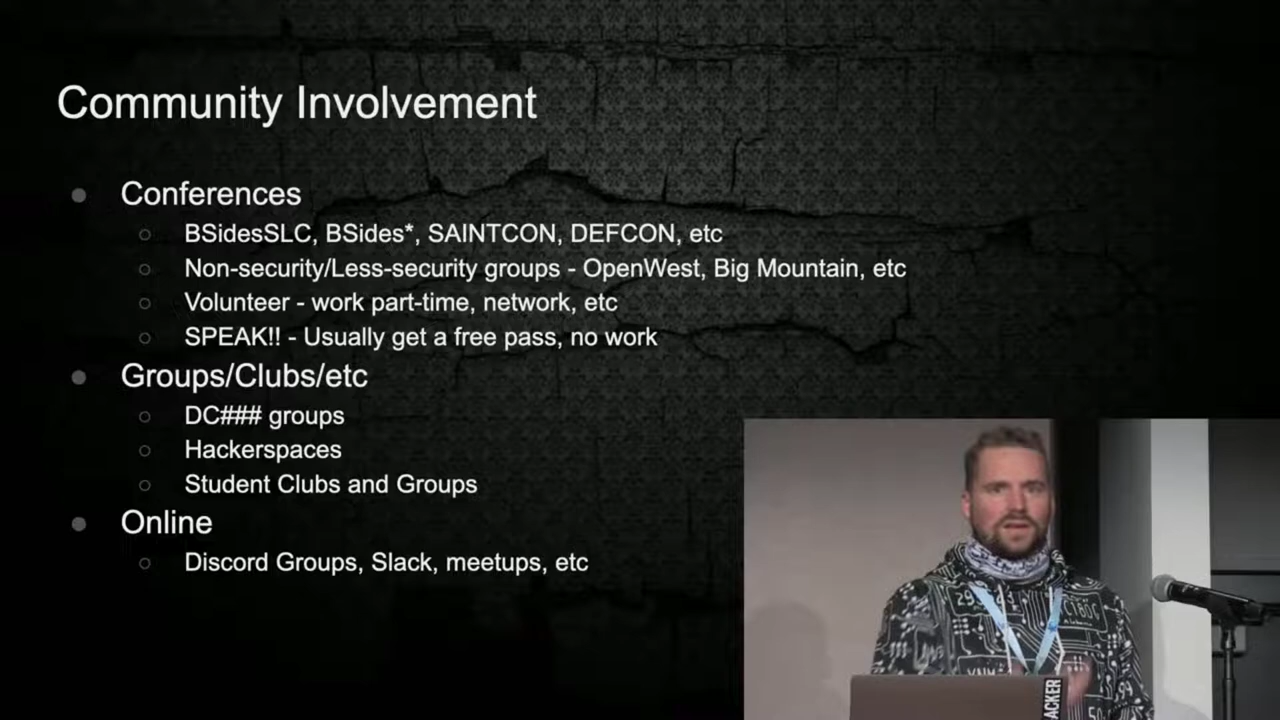 Community Involvement
Conferences
BSidesSLC, BSides*, SAINTCON, DEFCON, etc
Non-security/Less-security groups - OpenWest, Big Mountain, etc
Volunteer - work part-time, network, etc
SPEAK!! - Usually get a free pass, no work
Groups/Clubs/etc
DC### groups
Hackerspaces
Student Clubs and Groups
Online
Discord Groups, Slack, meetups, etc
ACKER